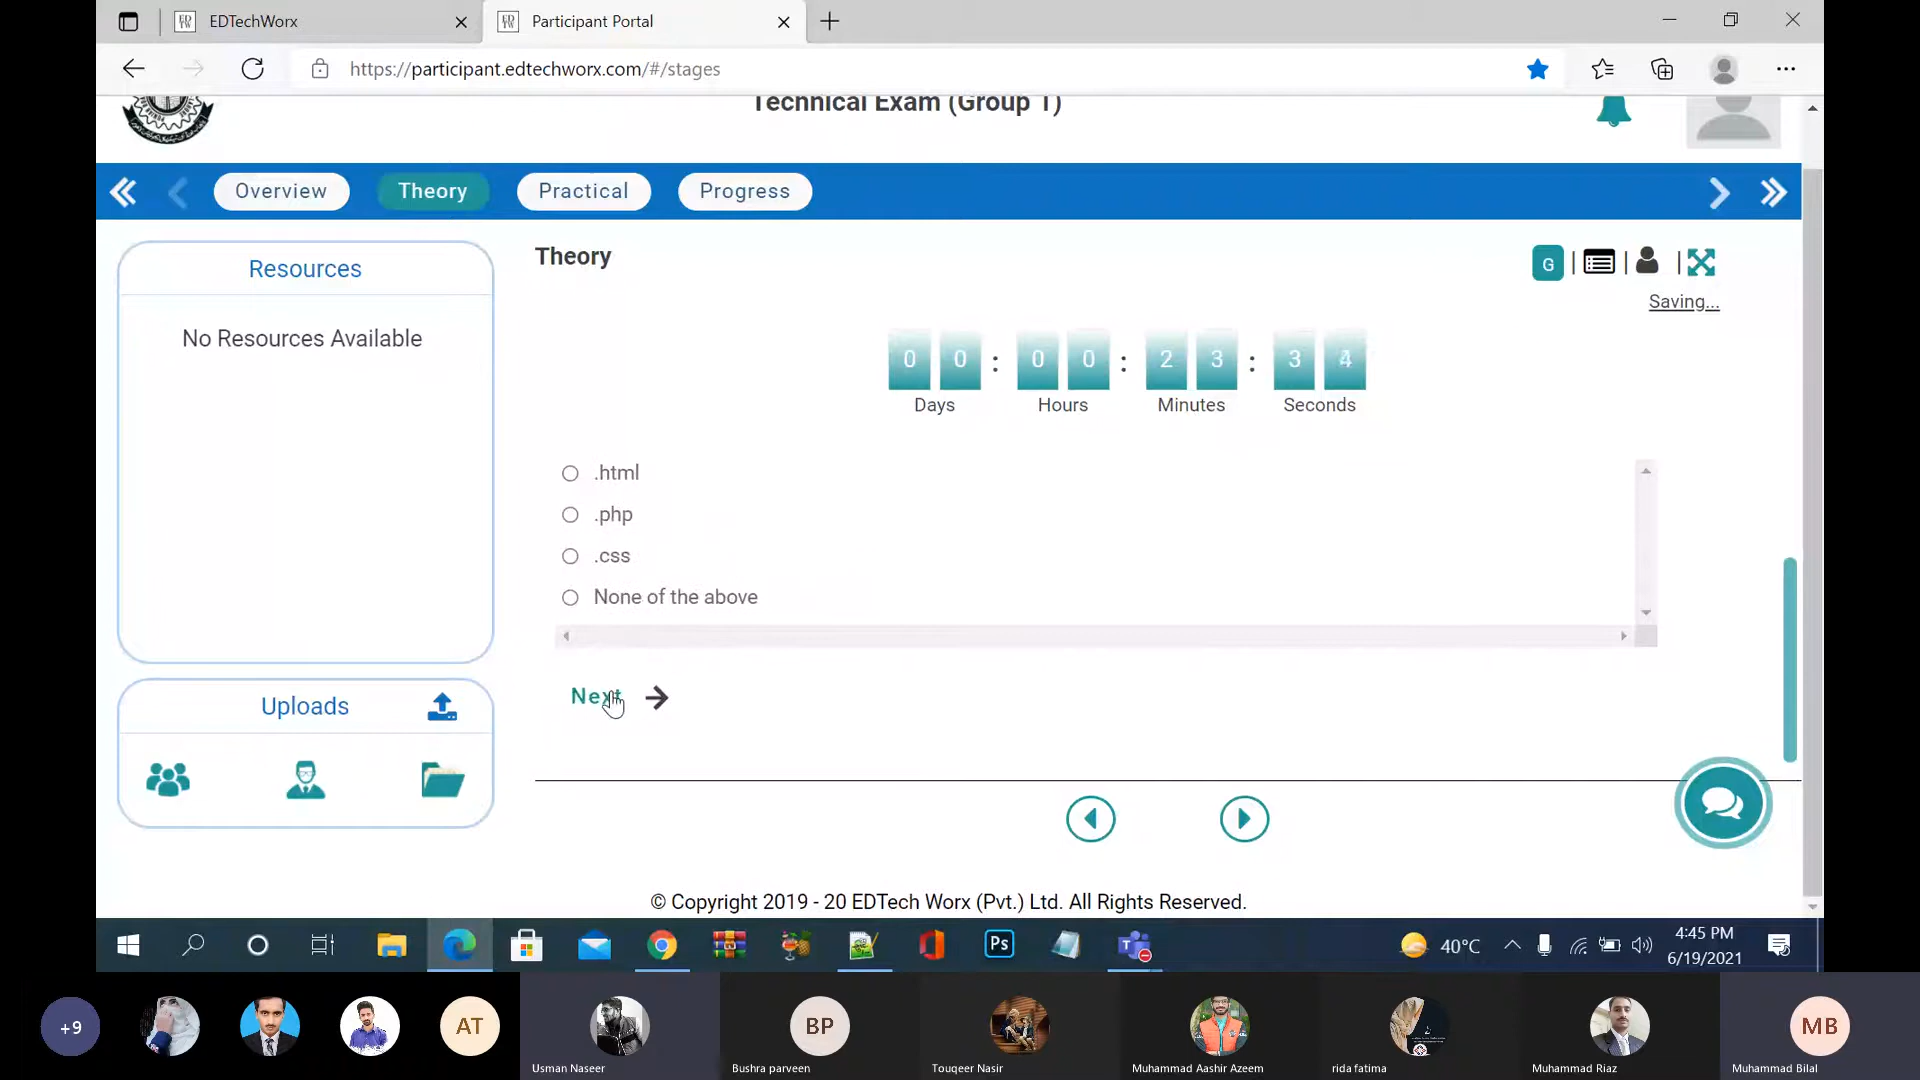 EDTechWorx
Participant Portal
https://participant.edtechworx.com/#/stages
Technical Exam (Group 1)
Overview
Theory
Practical
Progress
Resources
No Resources Available
Uploads
Theory
G
Saving...
0 0 : 0 0 : 2 3 : 3
Days Hours Minutes Seconds
.html
.php
.css
None of the above
Next
© Copyright 2019 - 20 EDTech Worx (Pvt.) Ltd. All Rights Reserved.
Ps
40°C
4:45 PM
6/19/2021
+9
AT
BP
MB
Usman Naseer
Bushra parveen
Touqeer Nasir
Muhammad Aashir Azeem
rida fatima
Muhammad Riaz
Muhammad Bilal